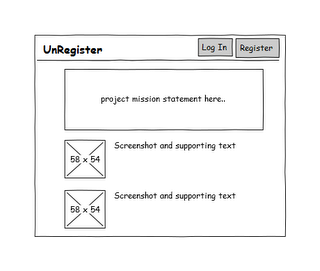 UnRegister
Log In
Register
project mission statement here..
Screenshot and supporting text
58 x 54
Screenshot and supporting text
58 x 54